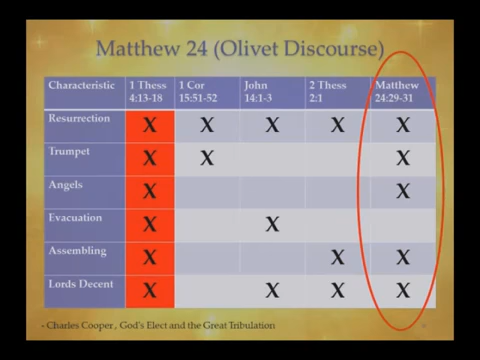 Matthew 24 (Olivet Discourse)
Characteristic 1 Thess 4:13-18 1 Cor 15:51-52 John 14:1-3 2 Thess 2:1 Matthew 24:29-31
Resurrection X X X X X
Trumpet X X X
Angels X X
Evacuation X X
Assembling X X X
Lords Decent X X X X
• Charles Cooper , God's Elect and the Great Tribulation